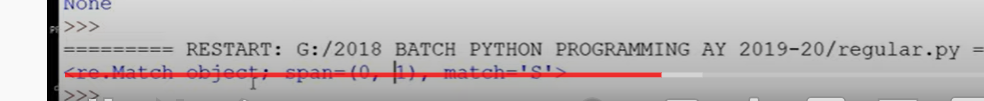 None
>>>
========= RESTART: G:/2018 BATCH PYTHON PROGRAMMING AY 2019-20/regular.py =
<re.Match object; span=(0, 1), match='S'>
>>>